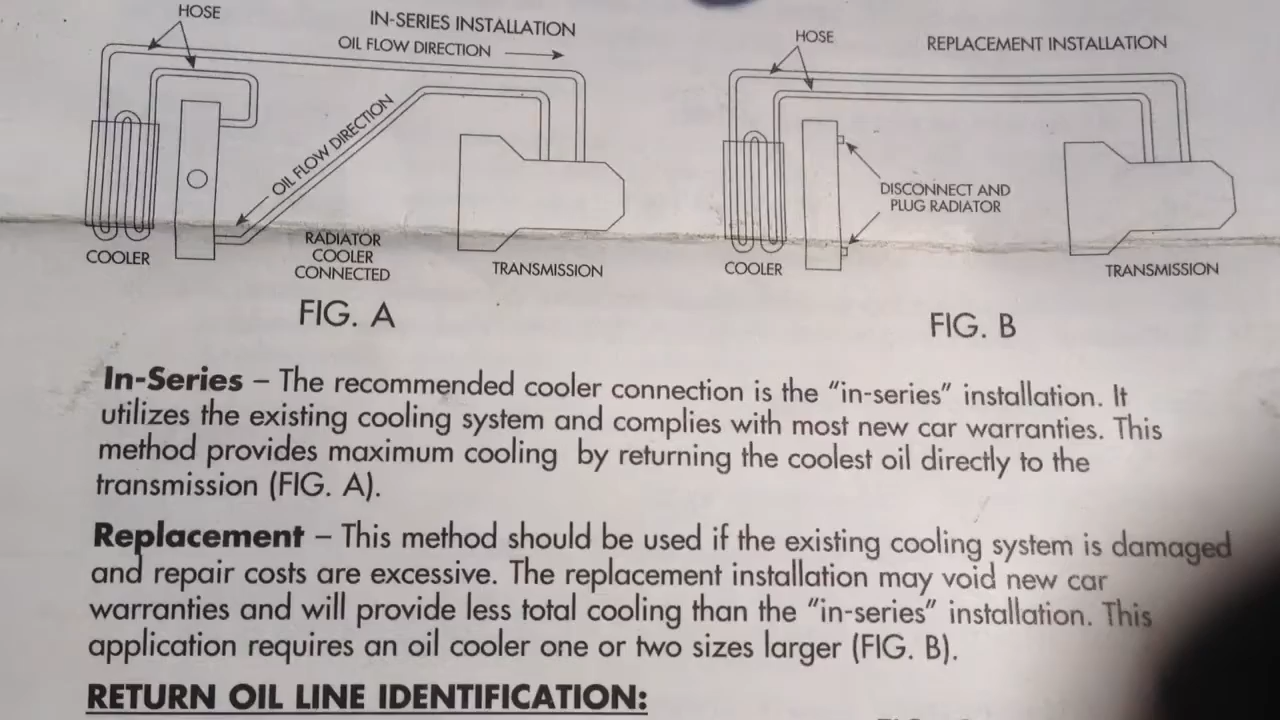 HOSE
IN-SERIES INSTALLATION
OIL FLOW DIRECTION
OIL FLOW DIRECTION
COOLER
RADIATOR
COOLER
CONNECTED
TRANSMISSION
FIG. A
HOSE
REPLACEMENT INSTALLATION
DISCONNECT AND
PLUG RADIATOR
COOLER
TRANSMISSION
FIG. B
In-Series – The recommended cooler connection is the "in-series" installation. It
utilizes the existing cooling system and complies with most new car warranties. This
method provides maximum cooling by returning the coolest oil directly to the
transmission (FIG. A).
Replacement – This method should be used if the existing cooling system is damaged
and repair costs are excessive. The replacement installation may void new car
warranties and will provide less total cooling than the "in-series" installation. This
application requires an oil cooler one or two sizes larger (FIG. B).
RETURN OIL LINE IDENTIFICATION: